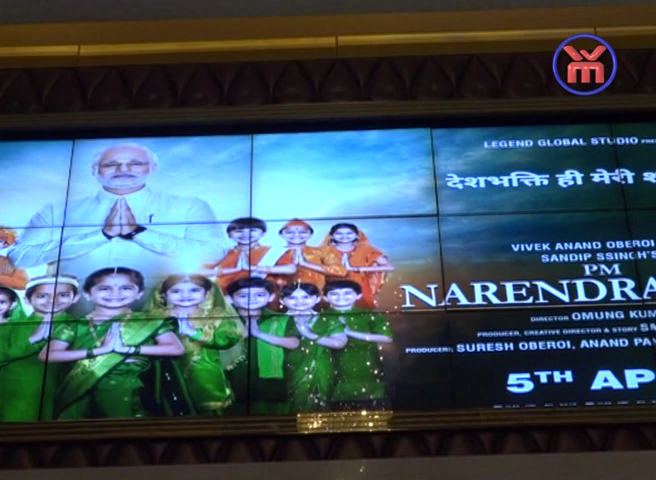 LEGEND GLOBAL STUDIO
देशभक्ति ही मेरी
VIVEK ANAND OBEROI
SANDIP SSINGH'S
PM
NARENDRA
DIRECTOR OMUNG
PRODUCER, CREATIVE DIRECTOR & STORY
PRODUCER: SURESH OBEROI, ANAND
5TH